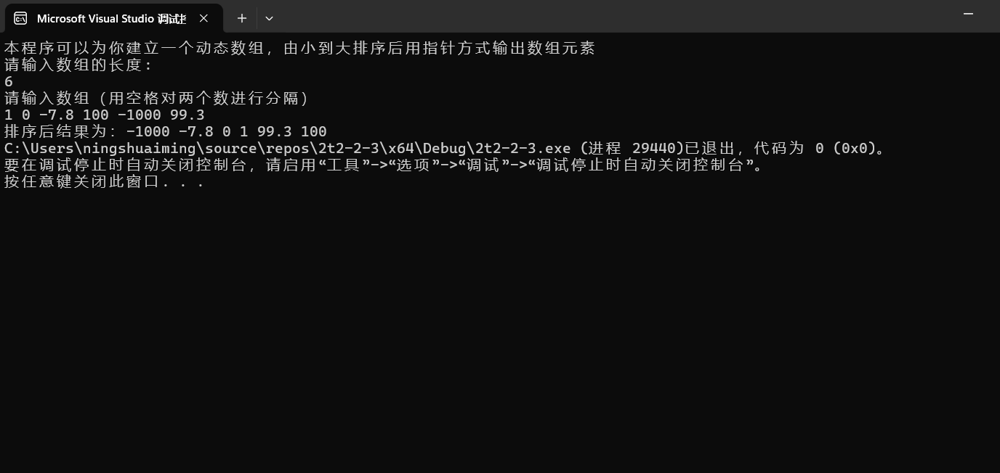 Microsoft Visual Studio 调试控
本程序可以为你建立一个动态数组，由小到大排序后用指针方式输出数组元素
请输入数组的长度：
6
请输入数组（用空格对两个数进行分隔）
1 0 -7.8 100 -1000 99.3
排序后结果为：-1000 -7.8 0 1 99.3 100
C:\Users\ningshuaiming\source\repos\2t2-2-3\x64\Debug\2t2-2-3.exe (进程 29440)已退出，代码为 0 (0x0)。
要在调试停止时自动关闭控制台，请启用“工具”->“选项”->“调试”->“调试停止时自动关闭控制台”。
按任意键关闭此窗口. . .